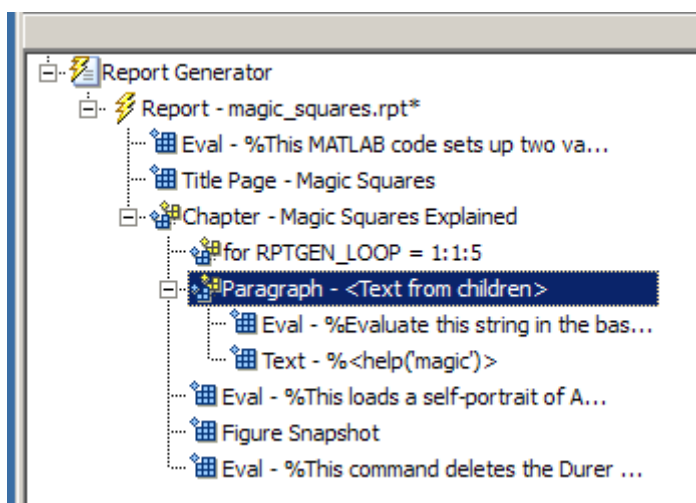 Report Generator
Report - magic_squares.rpt*
Eval - %This MATLAB code sets up two va...
Title Page - Magic Squares
Chapter - Magic Squares Explained
for RPTGEN_LOOP = 1:1:5
Paragraph - <Text from children>
Eval - %Evaluate this string in the bas...
Text - %<help('magic')>
Eval - %This loads a self-portrait of A...
Figure Snapshot
Eval - %This command deletes the Durer ...